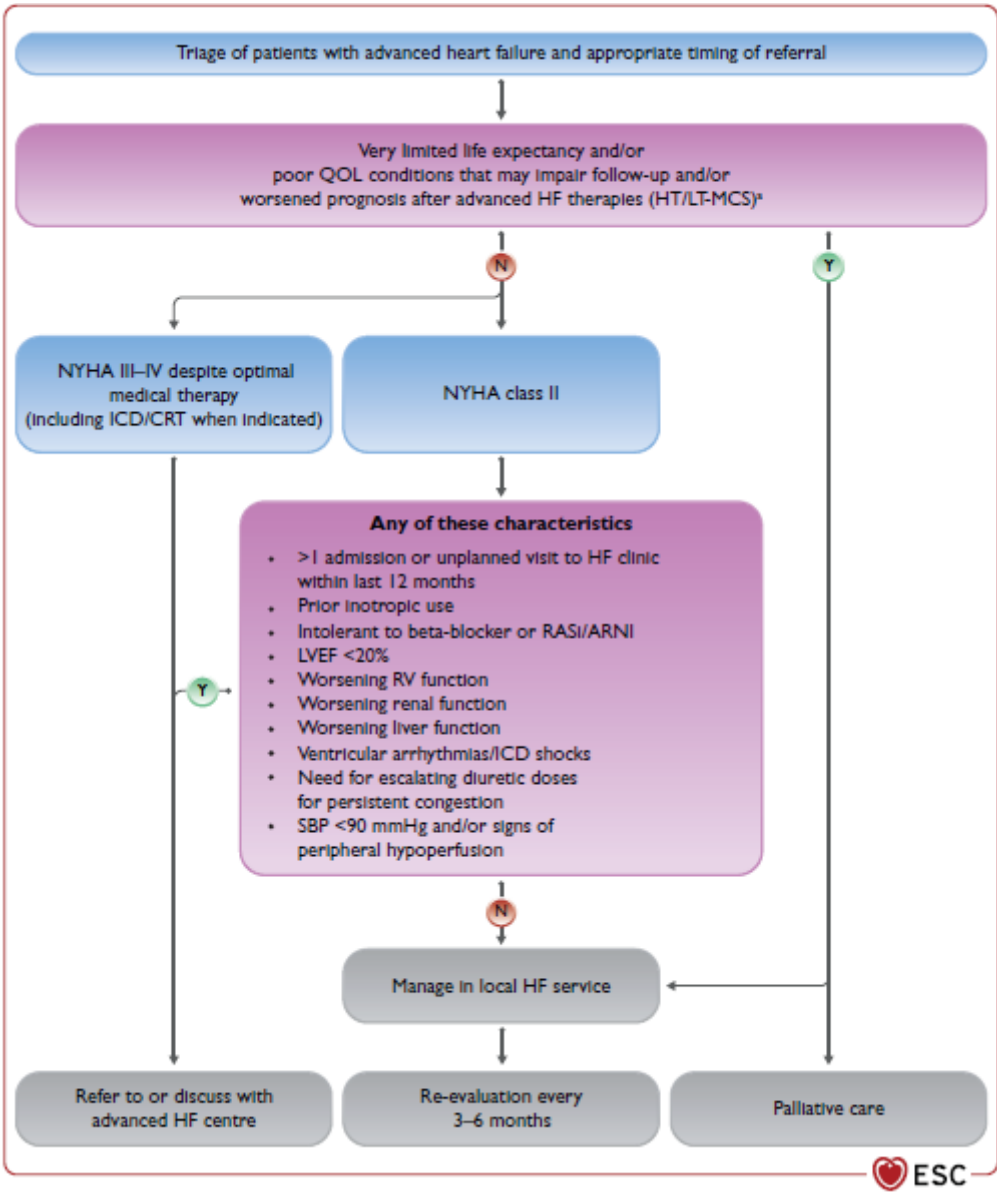 Triage of patients with advanced heart failure and appropriate timing of referral
Very limited life expectancy and/or
poor QOL conditions that may impair follow-up and/or
worsened prognosis after advanced HF therapies (HT/LT-MCS)ᵃ
N
Y
NYHA III–IV despite optimal
medical therapy
(including ICD/CRT when indicated)
NYHA class II
Any of these characteristics
• >1 admission or unplanned visit to HF clinic
within last 12 months
• Prior inotropic use
• Intolerant to beta-blocker or RASi/ARNI
• LVEF <20%
• Worsening RV function
• Worsening renal function
• Worsening liver function
• Ventricular arrhythmias/ICD shocks
• Need for escalating diuretic doses
for persistent congestion
• SBP <90 mmHg and/or signs of
peripheral hypoperfusion
Y
N
Manage in local HF service
Refer to or discuss with
advanced HF centre
Re-evaluation every
3–6 months
Palliative care
ESC